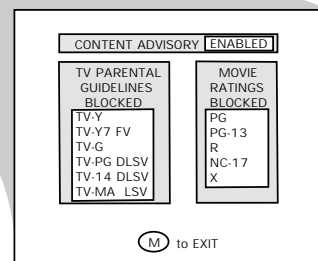 CONTENT ADVISORY ENABLED
TV PARENTAL
GUIDELINES
BLOCKED
TV-Y
TV-Y7 FV
TV-G
TV-PG DLSV
TV-14 DLSV
TV-MA LSV
MOVIE
RATINGS
BLOCKED
PG
PG-13
R
NC-17
X
M to EXIT